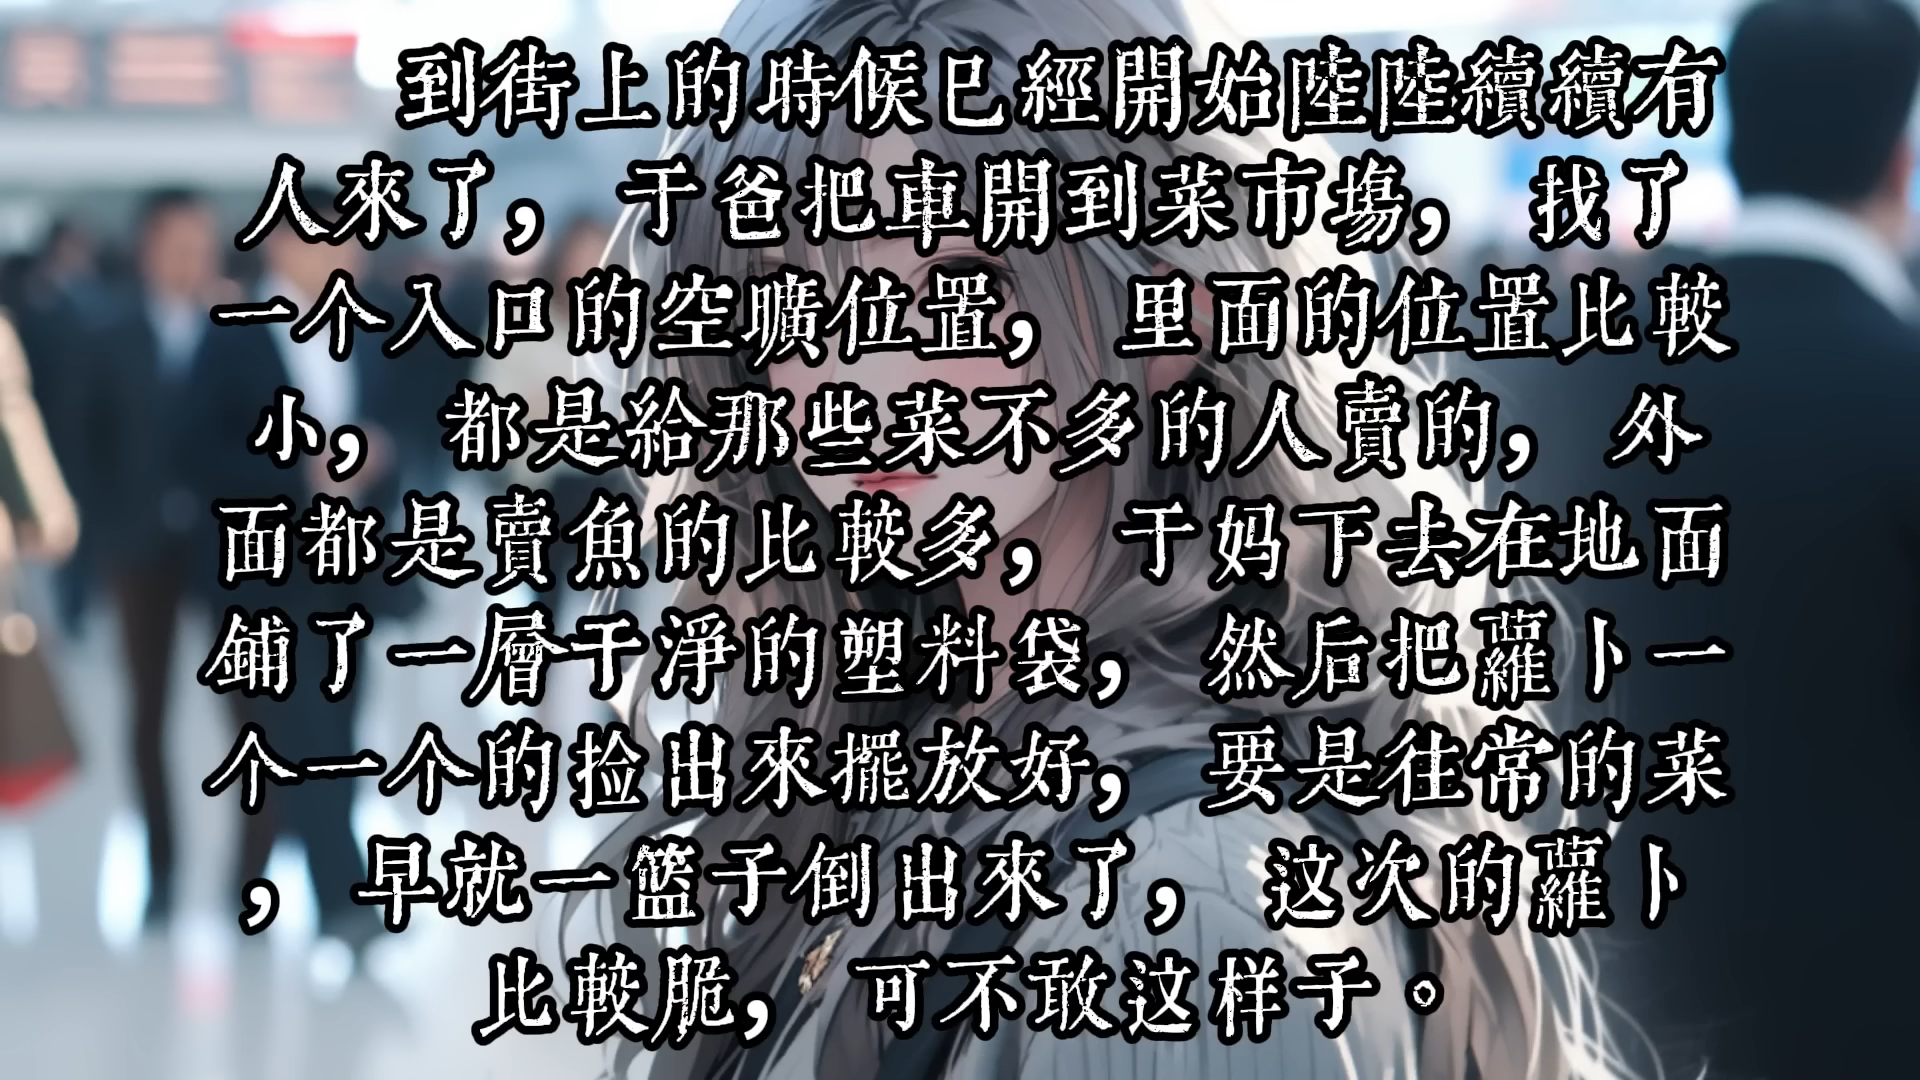 到街上的時候已經開始陸陸續續有
人來了，于爸把車開到菜市場，找了
一个入口的空曠位置，里面的位置比較
小，都是給那些菜不多的人賣的，外
面都是賣魚的比較多，于妈下去在地面
鋪了一層干淨的塑料袋，然后把蘿卜一
个一个的捡出來擺放好，要是往常的菜
，早就一篮子倒出來了，这次的蘿卜
比較脆，可不敢这样子。